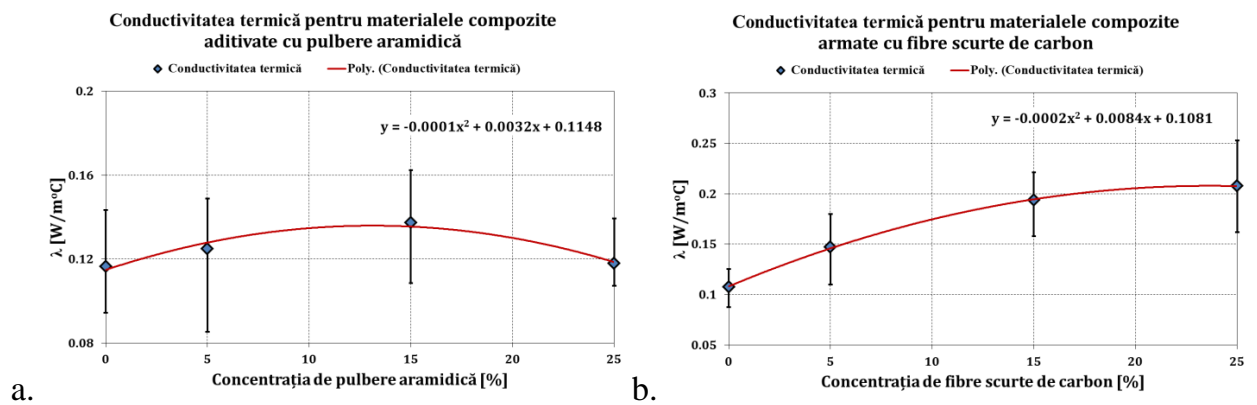 Conductivitatea termică pentru materialele compozite
aditivate cu pulbere aramidică
Conductivitatea termică
Poly. (Conductivitatea termică)
y = -0.0001x² + 0.0032x + 0.1148
λ [W/mºC]
0.2
0.16
0.12
0.08
0
5
10
15
20
25
Concentrația de pulbere aramidică [%]
a.
Conductivitatea termică pentru materialele compozite
armate cu fibre scurte de carbon
Conductivitatea termică
Poly. (Conductivitatea termică)
y = -0.0002x² + 0.0084x + 0.1081
λ [W/mºC]
0.3
0.25
0.2
0.15
0.1
0.05
0
5
10
15
20
25
Concentrația de fibre scurte de carbon [%]
b.